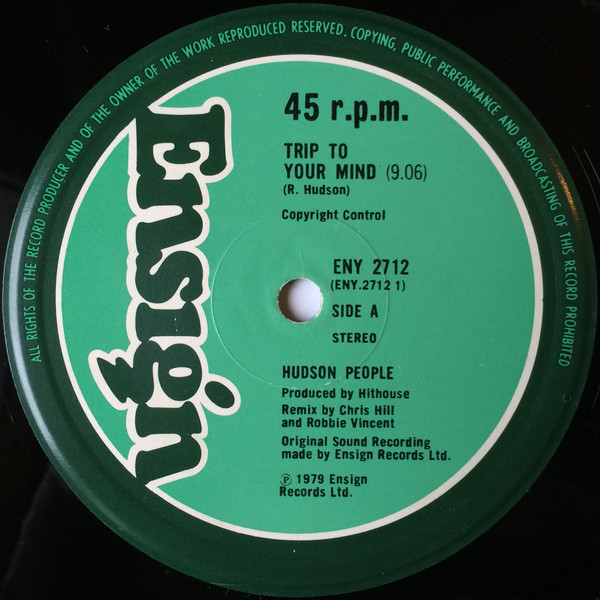 ALL RIGHTS OF THE RECORD PRODUCER AND OF THE OWNER OF THE WORK REPRODUCED RESERVED. COPYING, PUBLIC PERFORMANCE AND BROADCASTING OF THIS RECORD PROHIBITED
Ensign
45 r.p.m.
TRIP TO
YOUR MIND (9.06)
(R. Hudson)
Copyright Control
ENY 2712
(ENY.2712 1)
SIDE A
STEREO
HUDSON PEOPLE
Produced by Hithouse
Remix by Chris Hill
and Robbie Vincent
Original Sound Recording
made by Ensign Records Ltd.
Ⓟ 1979 Ensign
Records Ltd.